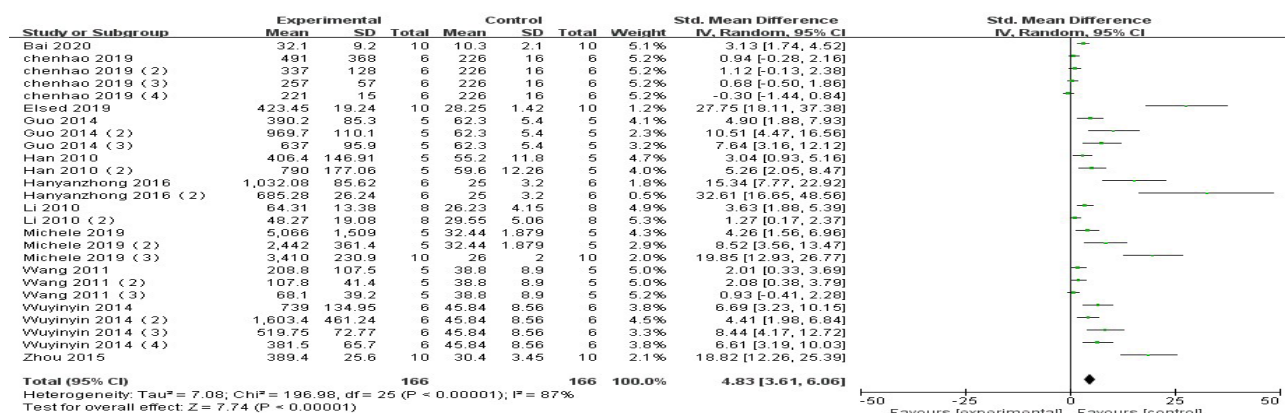 Experimental Control Std. Mean Difference Std. Mean Difference
Study or Subgroup Mean SD Total Mean SD Total Weight IV, Random, 95% CI IV, Random, 95% CI
Bai 2020 32.1 9.2 10 10.3 2.1 10 5.1% 3.13 [1.74, 4.52]
chenhao 2019 491 368 6 226 16 6 5.2% 0.94 [-0.28, 2.16]
chenhao 2019 (2) 337 128 6 226 16 6 5.2% 1.12 [-0.13, 2.38]
chenhao 2019 (3) 257 57 6 226 16 6 5.2% 0.68 [-0.50, 1.86]
chenhao 2019 (4) 221 15 6 226 16 6 5.2% -0.30 [-1.44, 0.84]
Elsed 2019 423.45 19.24 10 28.25 1.42 10 1.2% 27.75 [18.11, 37.38]
Guo 2014 390.2 85.3 5 62.3 5.4 5 4.1% 4.90 [1.88, 7.93]
Guo 2014 (2) 969.7 110.1 5 62.3 5.4 5 2.3% 10.51 [4.47, 16.56]
Guo 2014 (3) 637 95.9 5 62.3 5.4 5 3.2% 7.64 [3.16, 12.12]
Han 2010 406.4 146.91 5 55.2 11.8 5 4.7% 3.04 [0.93, 5.16]
Han 2010 (2) 790 177.06 5 59.6 12.26 5 4.0% 5.26 [2.05, 8.47]
Hanyanzhong 2016 1,032.08 85.62 6 25 3.2 6 1.8% 15.34 [7.77, 22.92]
Hanyanzhong 2016 (2) 685.28 26.24 6 25 3.2 6 0.5% 32.61 [16.65, 48.56]
Li 2010 64.31 13.38 8 26.23 4.15 8 4.9% 3.63 [1.88, 5.39]
Li 2010 (2) 48.27 19.08 8 29.55 5.06 8 5.2% 1.27 [0.17, 2.37]
Michele 2019 5,066 1,509 5 32.44 1.879 5 4.3% 4.26 [1.56, 6.96]
Michele 2019 (2) 2,442 361.4 5 32.44 1.879 5 2.9% 8.52 [3.56, 13.47]
Michele 2019 (3) 3,410 230.9 10 26 2 10 2.0% 19.85 [12.93, 26.77]
Wang 2011 208.8 107.5 5 38.8 8.9 5 5.0% 2.01 [0.33, 3.69]
Wang 2011 (2) 107.8 41.4 5 38.8 8.9 5 5.0% 2.08 [0.38, 3.79]
Wang 2011 (3) 68.1 39.2 5 38.8 8.9 5 5.2% 0.93 [-0.41, 2.28]
Wuyinyin 2014 739 134.95 6 45.84 8.56 6 3.8% 6.69 [3.23, 10.15]
Wuyinyin 2014 (2) 1,603.4 461.24 6 45.84 8.56 6 4.5% 4.41 [1.98, 6.84]
Wuyinyin 2014 (3) 519.75 72.77 6 45.84 8.56 6 3.3% 8.44 [4.17, 12.72]
Wuyinyin 2014 (4) 381.5 65.7 6 45.84 8.56 6 3.8% 6.61 [3.19, 10.03]
Zhou 2015 389.4 25.6 10 30.4 3.45 10 2.1% 18.82 [12.26, 25.39]
Total (95% CI) 166 166 100.0% 4.83 [3.61, 6.06]
Heterogeneity: Tau² = 7.08; Chi² = 196.98, df = 25 (P < 0.00001); I² = 87%
Test for overall effect: Z = 7.74 (P < 0.00001)
-50 -25 0 25 50
Favours [experimental] Favours [control]